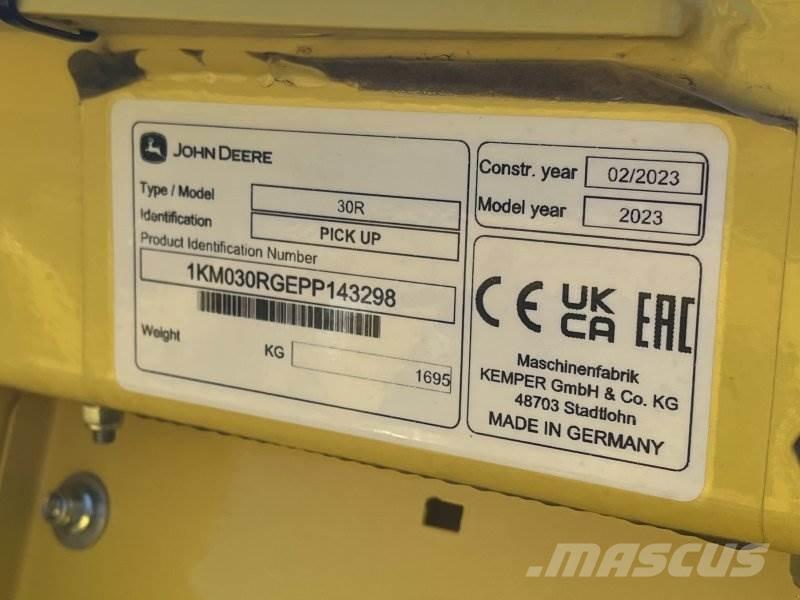 JOHN DEERE
Type / Model 30R
Identification PICK UP
Product Identification Number
1KM030RGEPP143298
Weight KG 1695
Constr. year 02/2023
Model year 2023
CE UK CA EAC
Maschinenfabrik
KEMPER GmbH & Co. KG
48703 Stadtlohn
MADE IN GERMANY
MASCUS